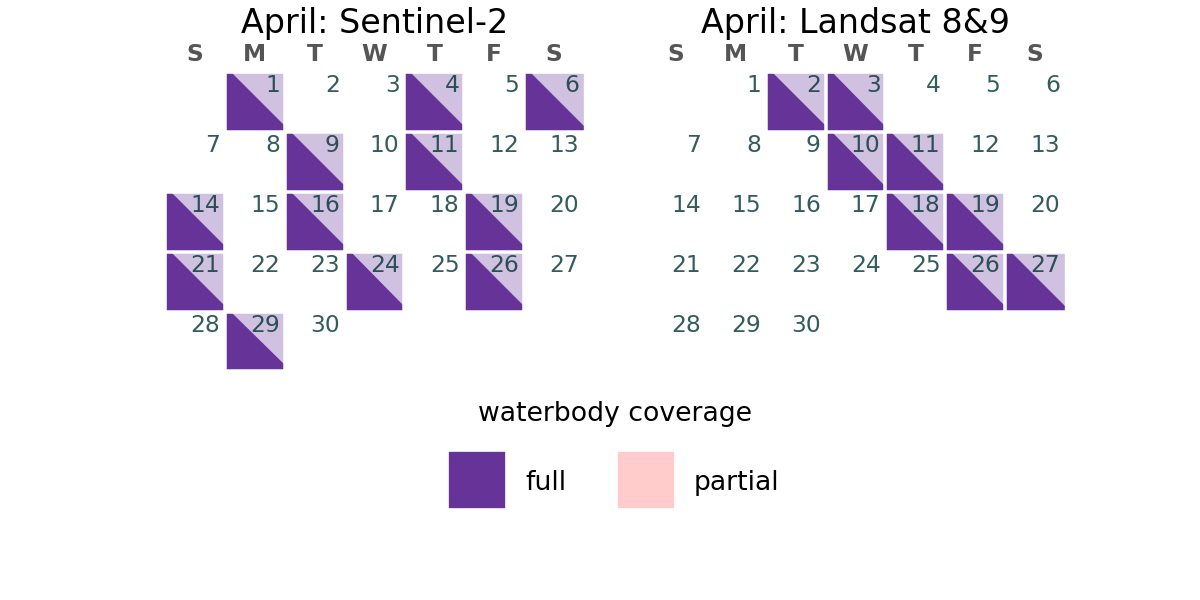 April: Sentinel-2
S M T W T F S
1 2 3 4 5 6
7 8 9 10 11 12 13
14 15 16 17 18 19 20
21 22 23 24 25 26 27
28 29 30
April: Landsat 8&9
S M T W T F S
1 2 3 4 5 6
7 8 9 10 11 12 13
14 15 16 17 18 19 20
21 22 23 24 25 26 27
28 29 30
waterbody coverage
full partial